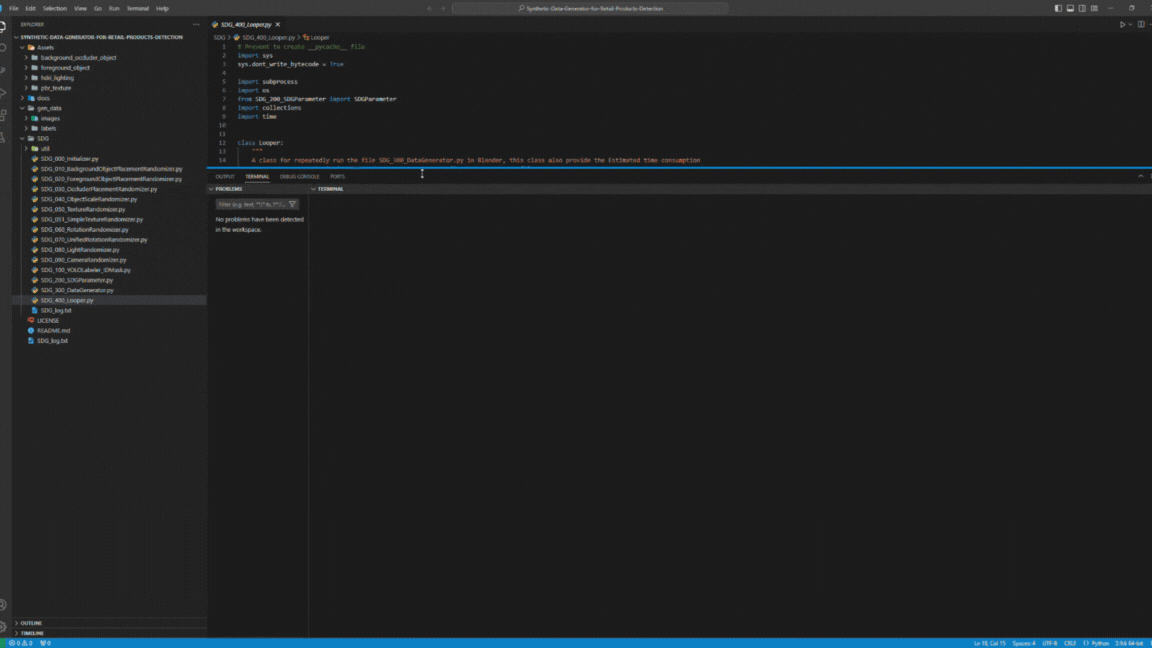 File Edit Selection View Go Run Terminal Help
Synthetic-Data-Generator-for-Retail-Products-Detection
EXPLORER
SYNTHETIC-DATA-GENERATOR-FOR-RETAIL-PRODUCTS-DETECTION
Assets
background_occluder_object
foreground_object
hdri_lighting
pbr_texture
docs
gen_data
images
labels
SDG
util
SDG_000_Initializer.py
SDG_010_BackgroundObjectPlacementRandomizer.py
SDG_020_ForegroundObjectPlacementRandomizer.py
SDG_030_OccluderPlacementRandomizer.py
SDG_040_ObjectScaleRandomizer.py
SDG_050_TextureRandomizer.py
SDG_051_SimpleTextureRandomizer.py
SDG_060_RotationRandomizer.py
SDG_070_UnifiedRotationRandomizer.py
SDG_080_LightRandomizer.py
SDG_090_CameraRandomizer.py
SDG_100_YOLOLabeler_IDMask.py
SDG_200_SDGParameter.py
SDG_300_DataGenerator.py
SDG_400_Looper.py
SDG_log.txt
LICENSE
README.md
SDG_log.txt
OUTLINE
TIMELINE
SDG_400_Looper.py
SDG > SDG_400_Looper.py > Looper
1 # Prevent to create __pycache__ file
2 import sys
3 sys.dont_write_bytecode = True
4
5 import subprocess
6 import os
7 from SDG_200_SDGParameter import SDGParameter
8 import collections
9 import time
10
11
12 class Looper:
13 """
14 A class for repeatedly run the file SDG_300_DataGenerator.py in Blender, this class also provide the Estimated time consumption
OUTPUT TERMINAL DEBUG CONSOLE PORTS
PROBLEMS
No problems have been detected
in the workspace.
TERMINAL
0 0 0
Ln 18, Col 15 Spaces: 4 UTF-8 CRLF Python 3.9.6 64-bit